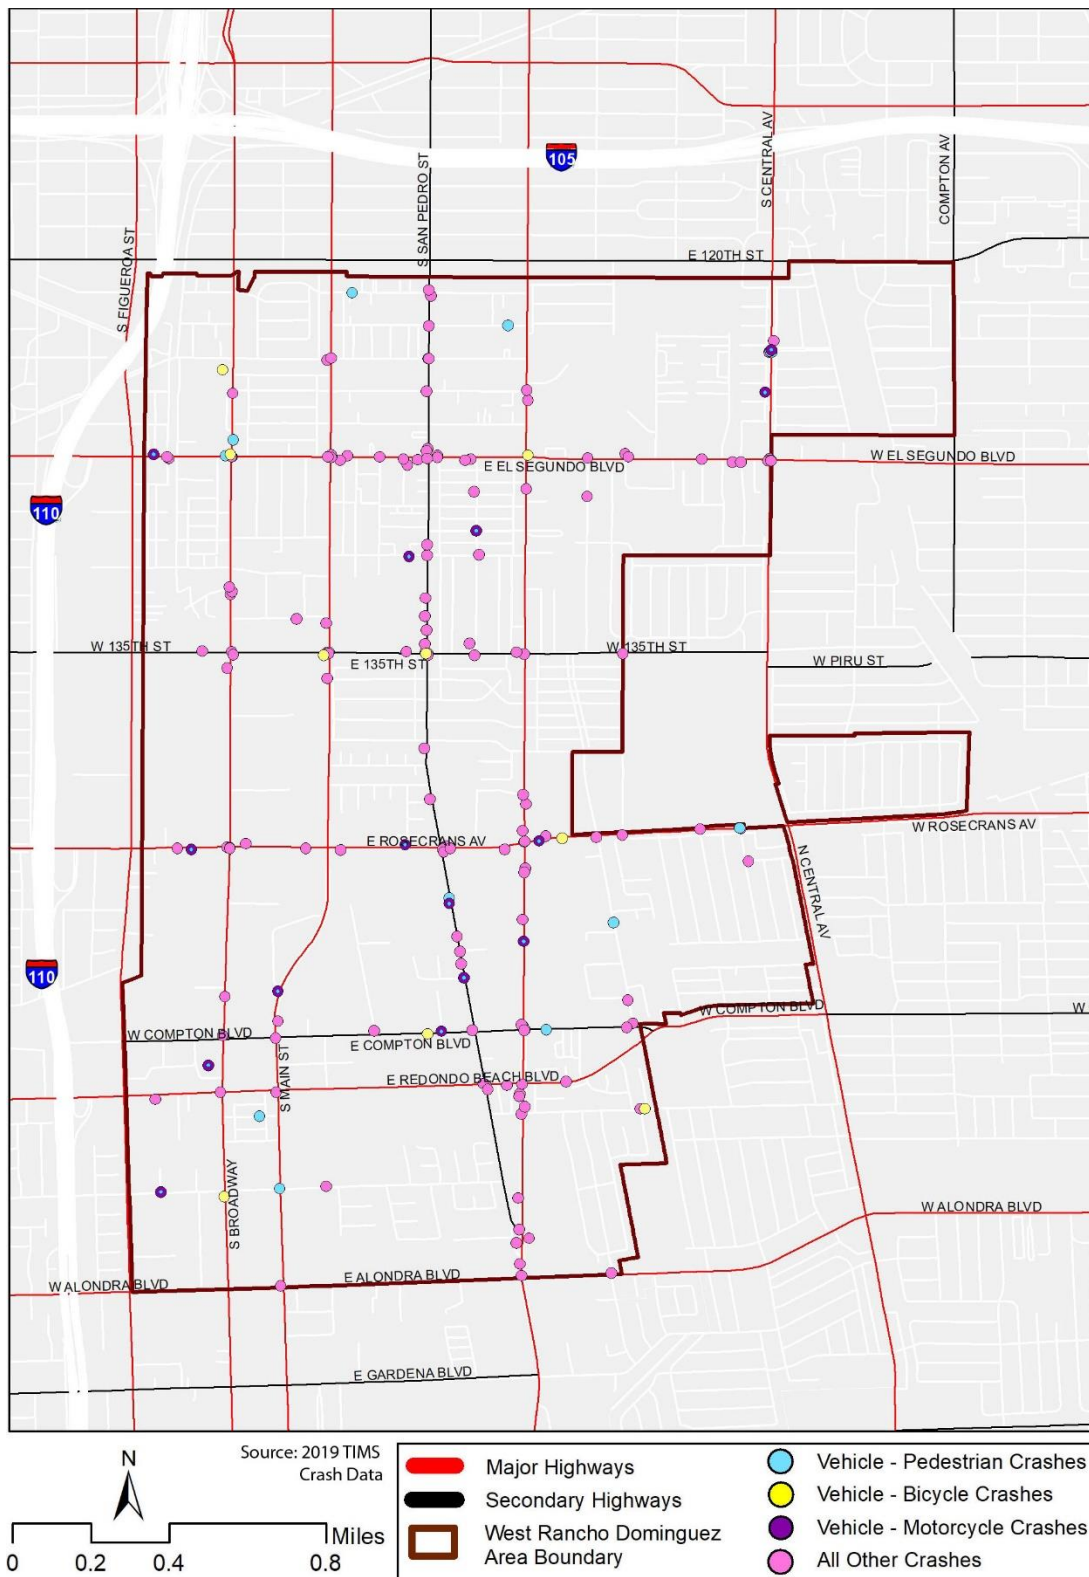 105
S CENTRAL AV
COMPTON AV
S SAN PEDRO ST
E 120TH ST
S FIGUEROA ST
W EL SEGUNDO BLVD
E EL SEGUNDO BLVD
110
W 135TH ST
W 135TH ST
E 135TH ST
W PIRU ST
W ROSECRANS AV
E ROSECRANS AV
N CENTRAL AV
110
W COMPTON BLVD
W COMPTON BLVD
W
E COMPTON BLVD
E REDONDO BEACH BLVD
S MAIN ST
S BROADWAY
W ALONDRA BLVD
E ALONDRA BLVD
W ALONDRA BLVD
E GARDENA BLVD
N
Source: 2019 TIMS
Crash Data
Miles
0 0.2 0.4 0.8
Major Highways
Secondary Highways
West Rancho Dominguez
Area Boundary
Vehicle - Pedestrian Crashes
Vehicle - Bicycle Crashes
Vehicle - Motorcycle Crashes
All Other Crashes